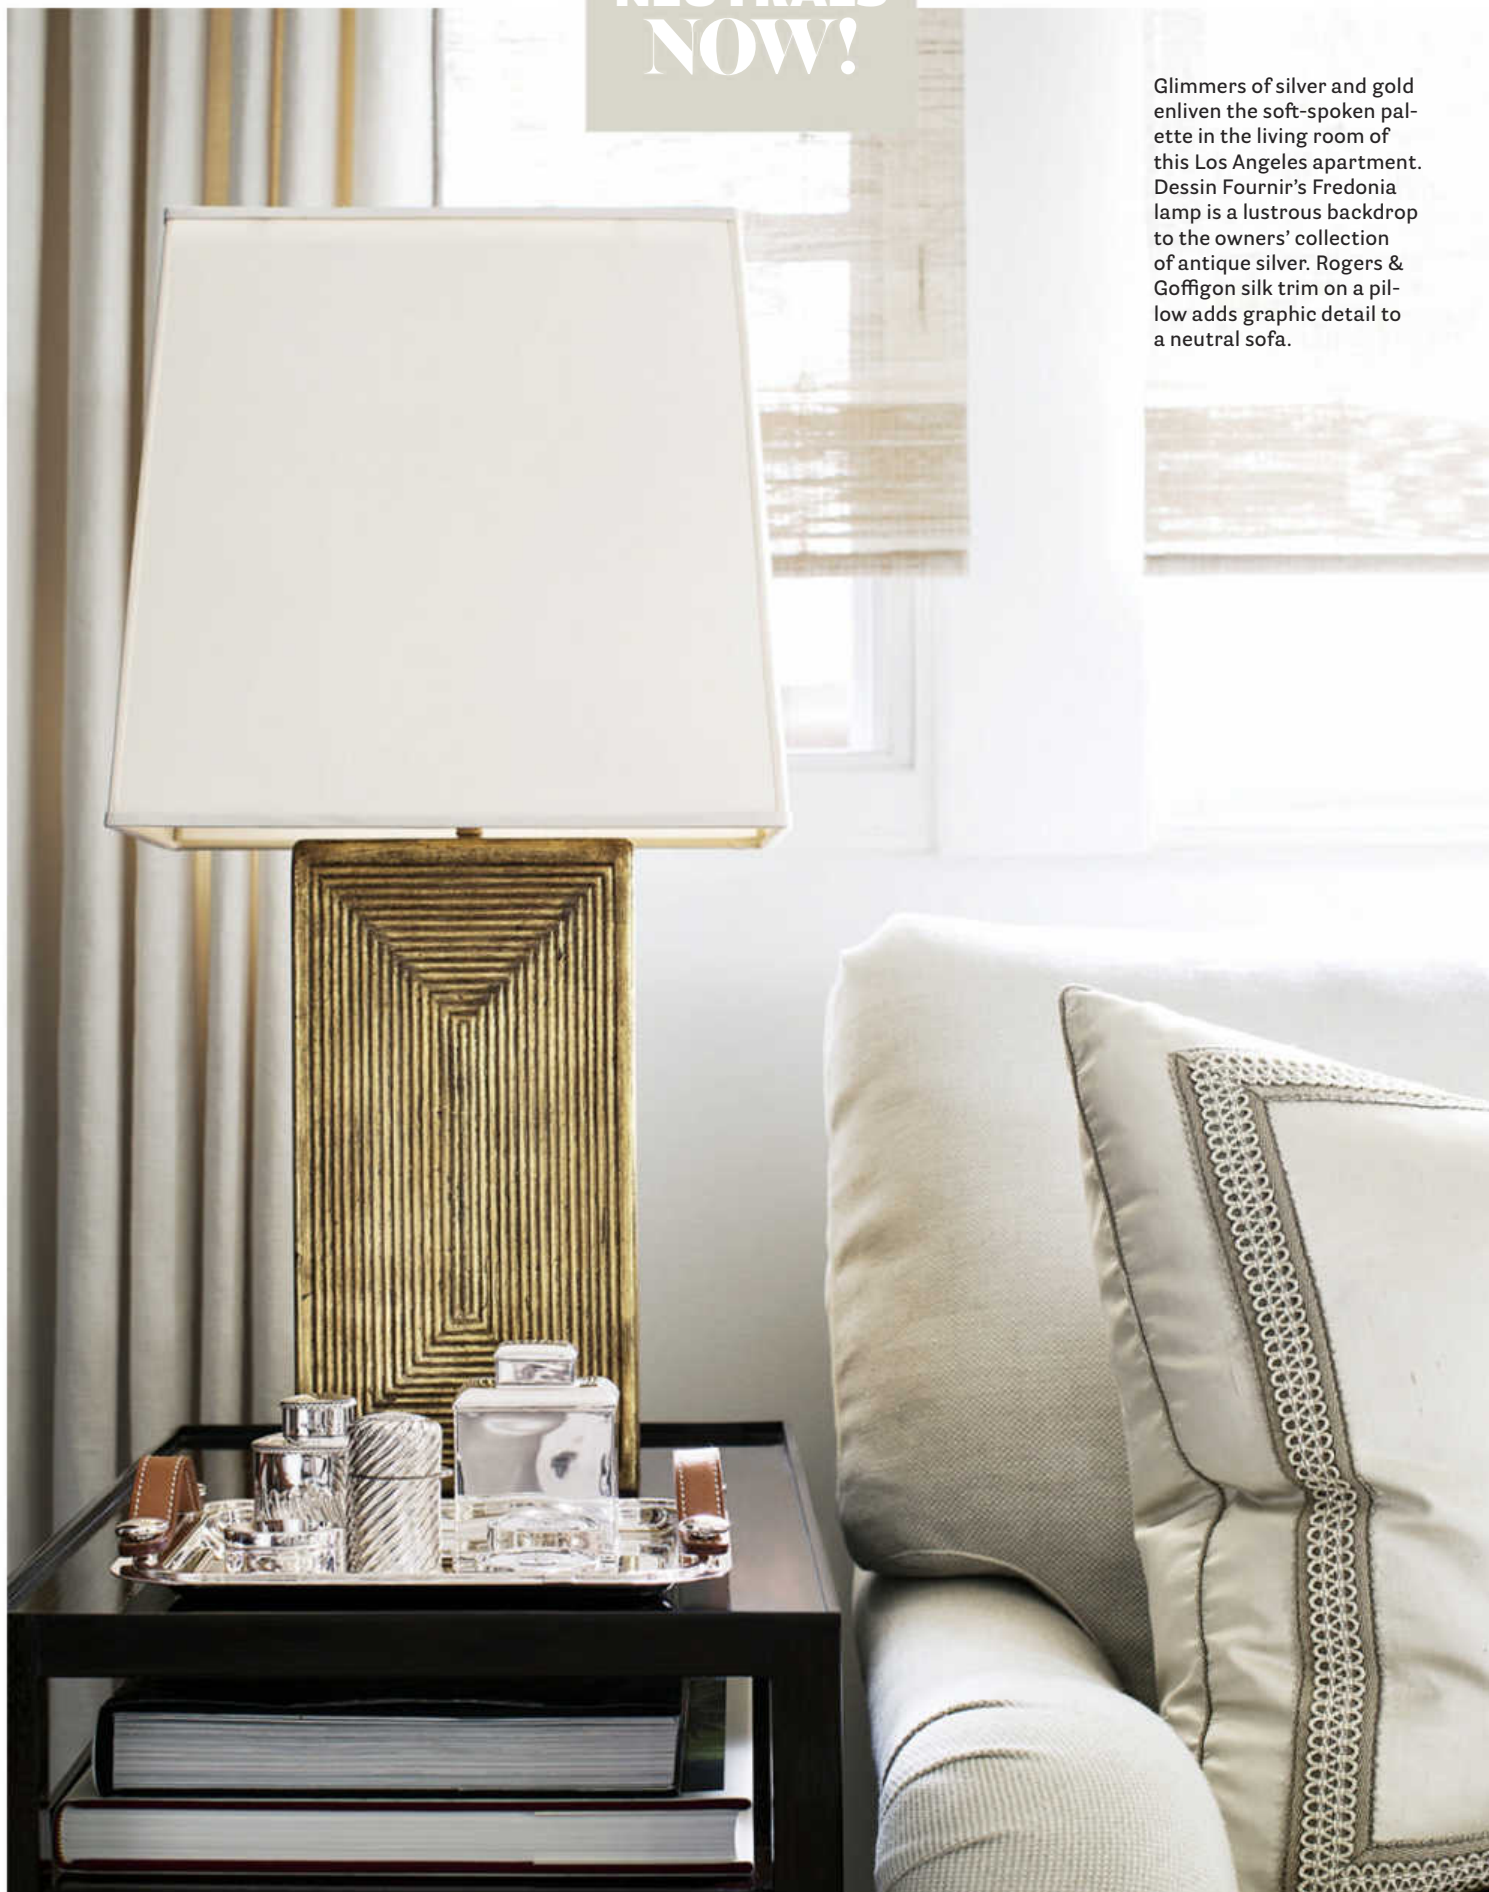 NEUTRALS
NOW!
Glimmers of silver and gold
enliven the soft-spoken pal-
ette in the living room of
this Los Angeles apartment.
Dessin Fournir’s Fredonia
lamp is a lustrous backdrop
to the owners’ collection
of antique silver. Rogers &
Goffigon silk trim on a pil-
low adds graphic detail to
a neutral sofa.